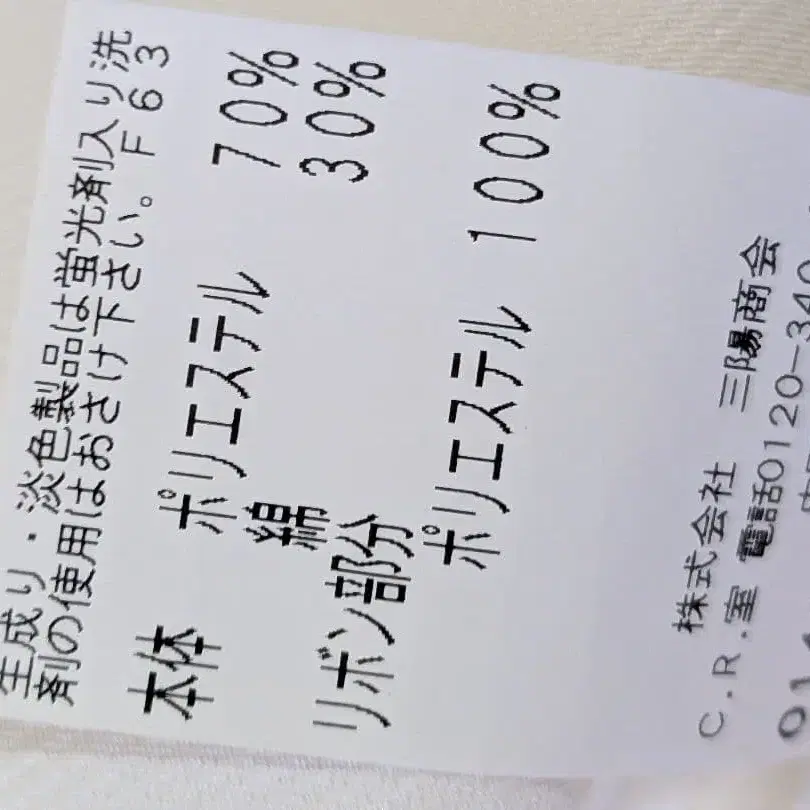 生成り・淡色製品は蛍光剤入り洗
剤の使用はおさけ下さい。F63
本体 ポリエステル 70%
綿 30%
リボン部分
ポリエステル 100%
株式会社 三陽商会
C.R.室 電話0120-340